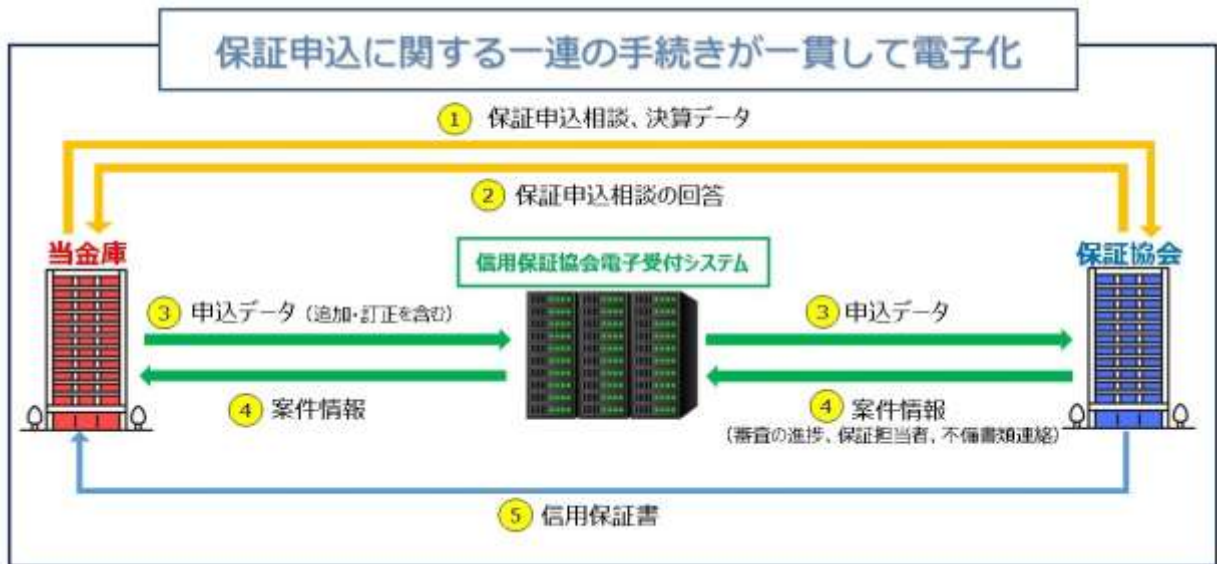 保証申込に関する一連の手続きが一貫して電子化
① 保証申込相談、決算データ
② 保証申込相談の回答
当金庫
信用保証協会電子受付システム
保証協会
③ 申込データ（追加・訂正を含む）
③ 申込データ
④ 案件情報
④ 案件情報
（審査の進捗、保証担当者、不備書類連絡）
⑤ 信用保証書